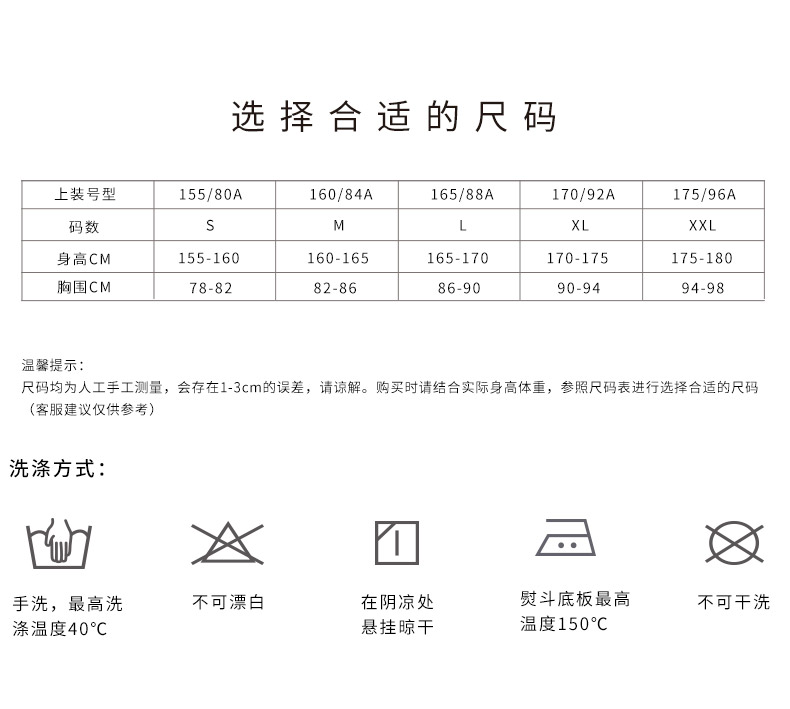 选择合适的尺码
上装号型 155/80A 160/84A 165/88A 170/92A 175/96A
码数 S M L XL XXL
身高CM 155-160 160-165 165-170 170-175 175-180
胸围CM 78-82 82-86 86-90 90-94 94-98
温馨提示：
尺码均为人工手工测量，会存在1-3cm的误差，请谅解。购买时请结合实际身高体重，参照尺码表进行选择合适的尺码
（客服建议仅供参考）
洗涤方式：
手洗，最高洗
涤温度40℃
不可漂白
在阴凉处
悬挂晾干
熨斗底板最高
温度150℃
不可干洗